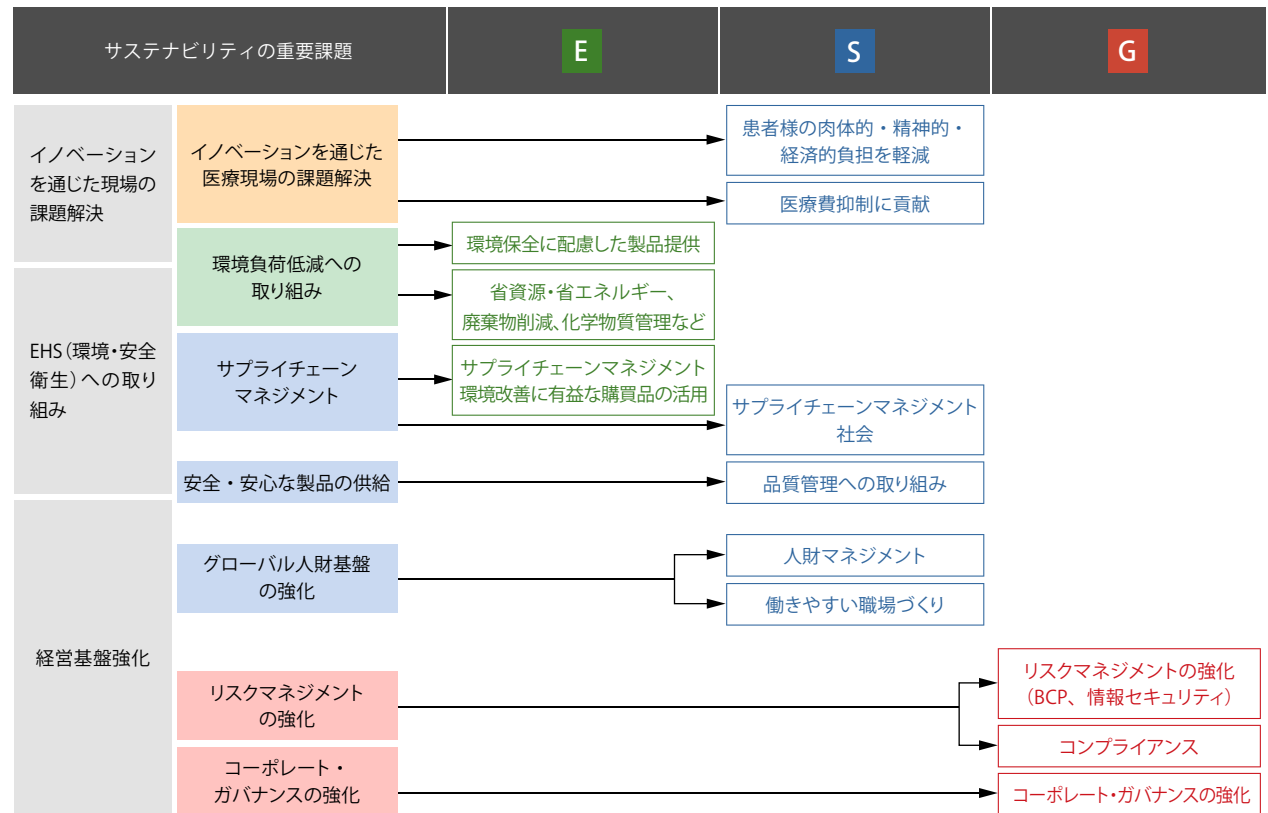 サステナビリティの重要課題
E
S
G
イノベーション
を通じた現場の
課題解決
イノベーションを通じた
医療現場の課題解決
患者様の肉体的・精神的・
経済的負担を軽減
医療費抑制に貢献
環境負荷低減への
取り組み
環境保全に配慮した製品提供
省資源・省エネルギー、
廃棄物削減、化学物質管理など
EHS（環境・安全
衛生）への取り
組み
サプライチェーン
マネジメント
サプライチェーンマネジメント
環境改善に有益な購買品の活用
サプライチェーンマネジメント
社会
安全・安心な製品の供給
品質管理への取り組み
経営基盤強化
グローバル人財基盤
の強化
人財マネジメント
働きやすい職場づくり
リスクマネジメント
の強化
リスクマネジメントの強化
（BCP、情報セキュリティ）
コンプライアンス
コーポレート・
ガバナンスの強化
コーポレート・ガバナンスの強化